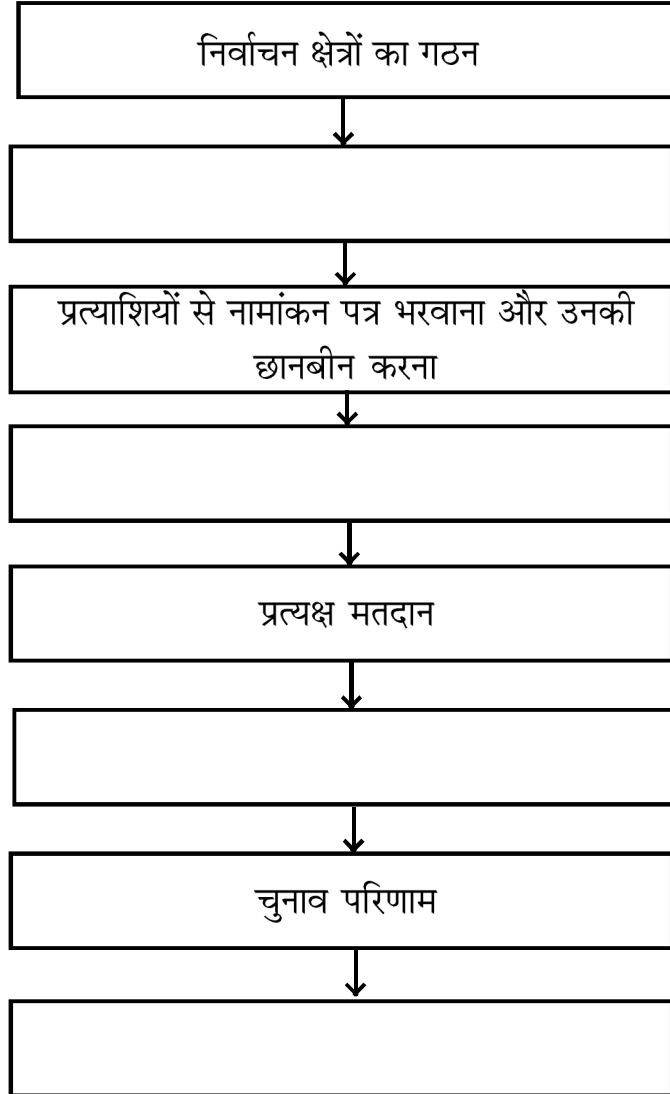 निर्वाचन क्षेत्रों का गठन
प्रत्याशियों से नामांकन पत्र भरवाना और उनकी
छानबीन करना
प्रत्यक्ष मतदान
चुनाव परिणाम